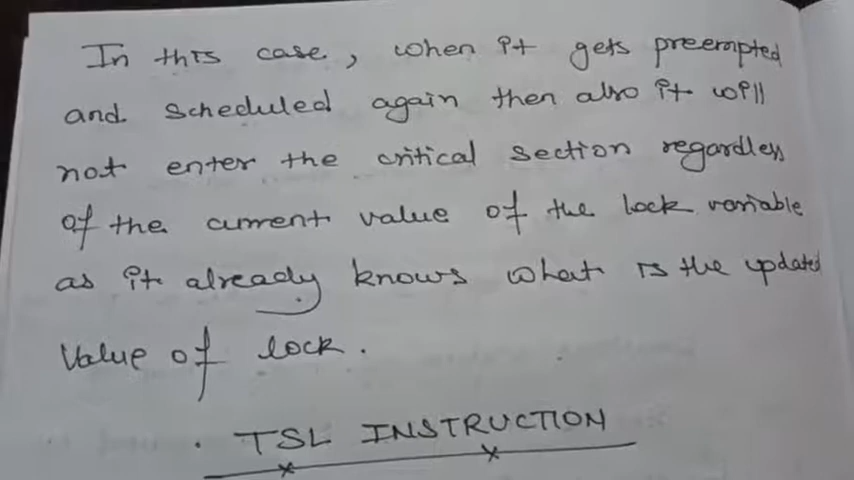 In this case, when it gets preempted
and scheduled again then also it will
not enter the critical section regardless
of the current value of the lock variable
as it already knows what is the updated
Value of lock.
. TSL INSTRUCTION